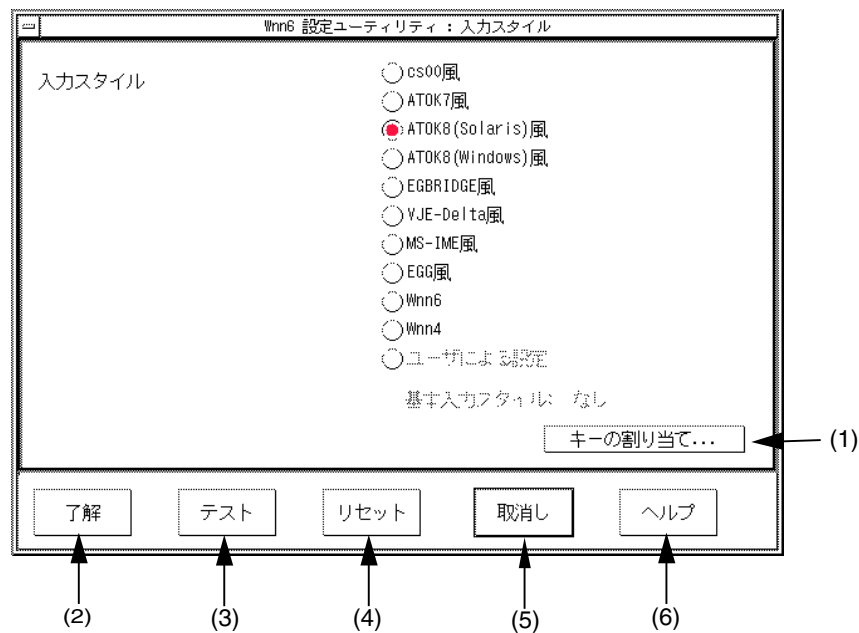 Wnn6 設定ユーティリティ : 入力スタイル
入力スタイル
cs00風
ATOK7風
ATOK8(Solaris)風
ATOK8(Windows)風
EGBRIDGE風
VJE-Delta風
MS-IME風
EGG風
Wnn6
Wnn4
ユーザによる設定
基本入力スタイル: なし
キーの割り当て...
(1)
了解 テスト リセット 取消し ヘルプ
(2) (3) (4) (5) (6)